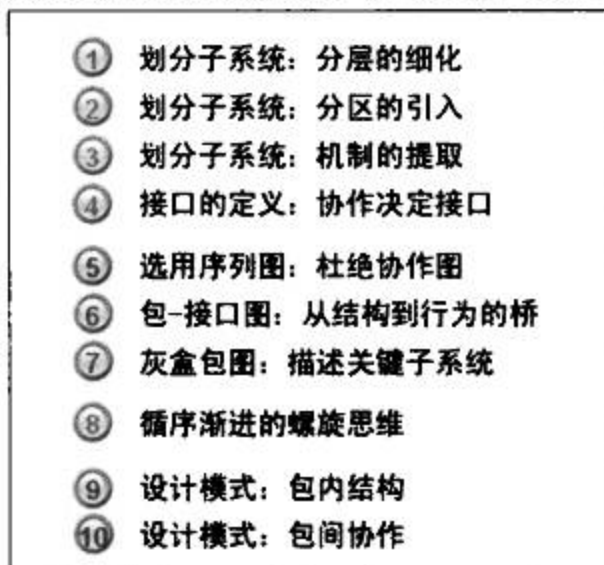 ① 划分子系统：分层的细化
② 划分子系统：分区的引入
③ 划分子系统：机制的提取
④ 接口的定义：协作决定接口
⑤ 选用序列图：杜绝协作图
⑥ 包-接口图：从结构到行为的桥
⑦ 灰盒包图：描述关键子系统
⑧ 循序渐进的螺旋思维
⑨ 设计模式：包内结构
⑩ 设计模式：包间协作